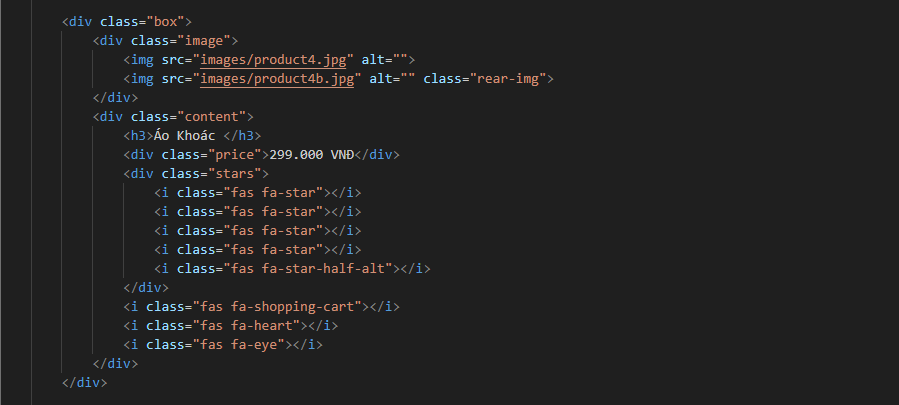 <div class="box">
<div class="image">
<img src="images/product4.jpg" alt="">
<img src="images/product4b.jpg" alt="" class="rear-img">
</div>
<div class="content">
<h3>Áo Khoác </h3>
<div class="price">299.000 VNĐ</div>
<div class="stars">
<i class="fas fa-star"></i>
<i class="fas fa-star"></i>
<i class="fas fa-star"></i>
<i class="fas fa-star"></i>
<i class="fas fa-star-half-alt"></i>
</div>
<i class="fas fa-shopping-cart"></i>
<i class="fas fa-heart"></i>
<i class="fas fa-eye"></i>
</div>
</div>